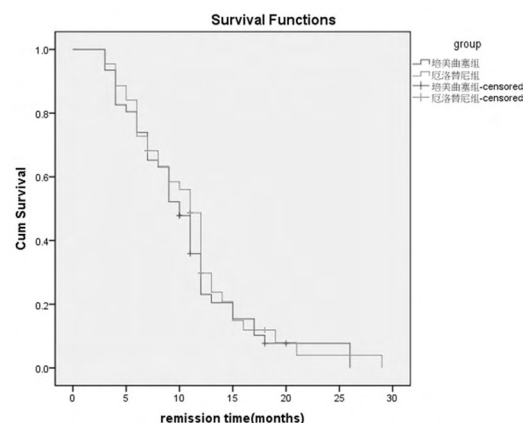 Survival Functions
group
培美曲塞组
厄洛替尼组
培美曲塞组-censored
厄洛替尼组-censored
Cum Survival
1.0
0.8
0.6
0.4
0.2
0.0
0 5 10 15 20 25 30
remission time(months)